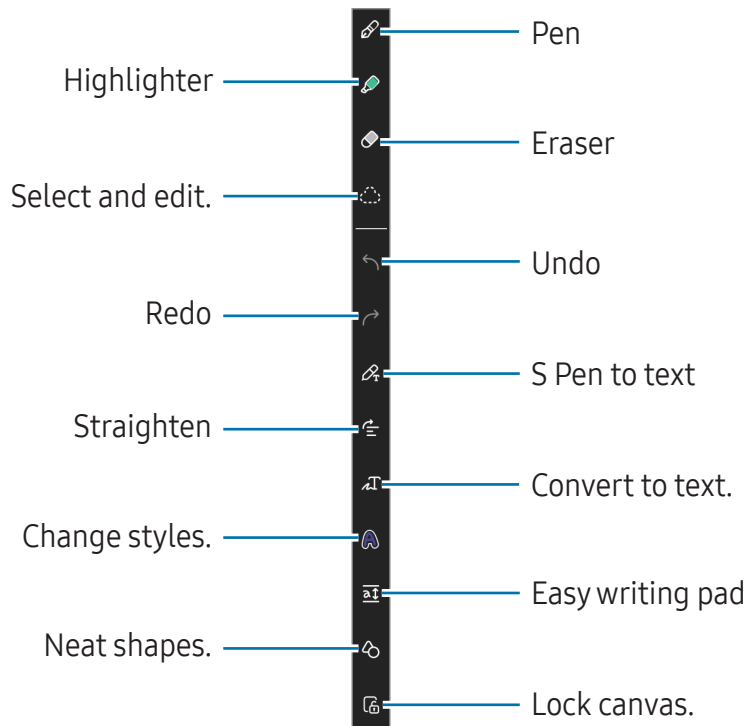 Pen
Highlighter
Eraser
Select and edit.
Undo
Redo
S Pen to text
Straighten
Convert to text.
Change styles.
Easy writing pad
Neat shapes.
Lock canvas.